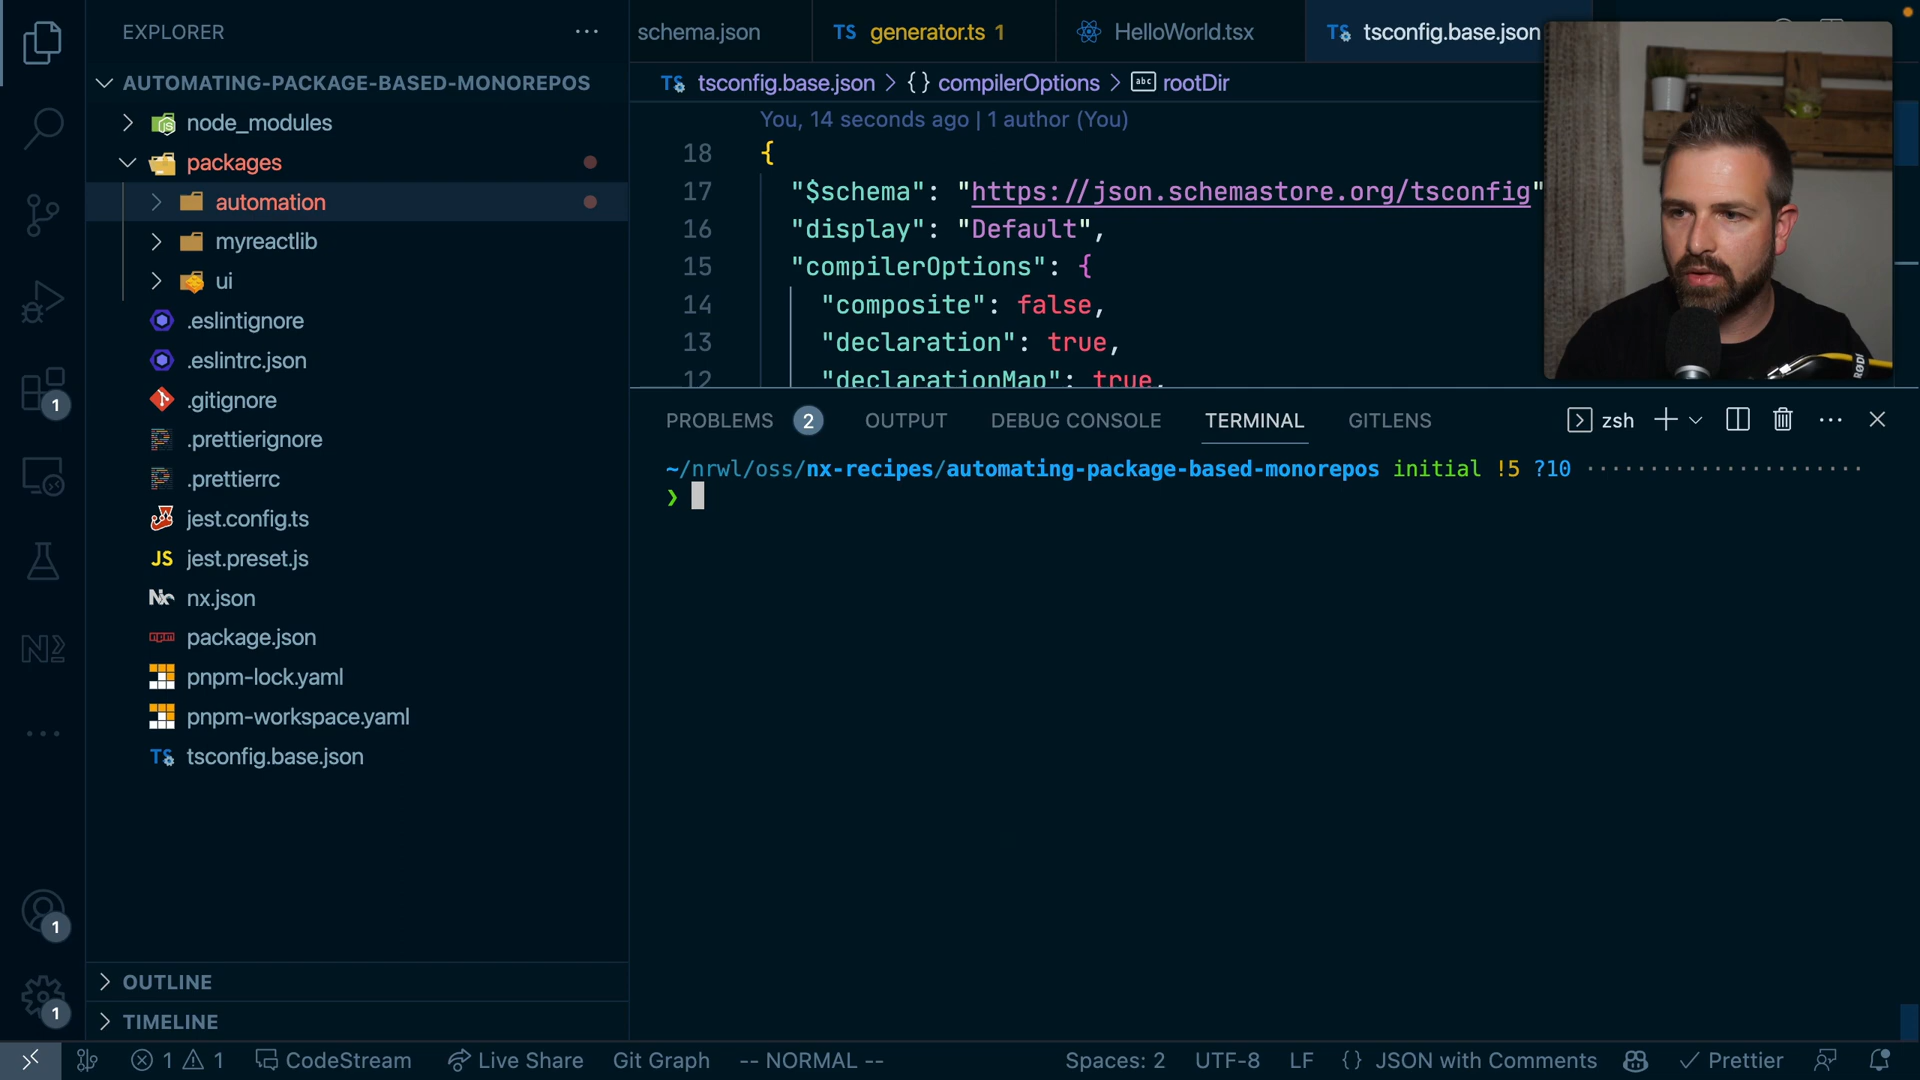 EXPLORER
AUTOMATING-PACKAGE-BASED-MONOREPOS
node_modules
packages
automation
myreactlib
ui
.eslintignore
.eslintrc.json
.gitignore
.prettierignore
.prettierrc
jest.config.ts
JS jest.preset.js
nx.json
package.json
pnpm-lock.yaml
pnpm-workspace.yaml
TS tsconfig.base.json
OUTLINE
TIMELINE
1
1
1
schema.json
TS generator.ts 1
HelloWorld.tsx
TS tsconfig.base.json
TS tsconfig.base.json > {} compilerOptions > abc rootDir
You, 14 seconds ago | 1 author (You)
18 {
17 "$schema": "https://json.schemastore.org/tsconfig"
16 "display": "Default",
15 "compilerOptions": {
14 "composite": false,
13 "declaration": true,
12 "declarationMap": true,
PROBLEMS 2 OUTPUT DEBUG CONSOLE TERMINAL GITLENS zsh
~/nrwl/oss/nx-recipes/automating-package-based-monorepos initial !5 ?10
❯
1 1 CodeStream Live Share Git Graph -- NORMAL -- Spaces: 2 UTF-8 LF {} JSON with Comments Prettier